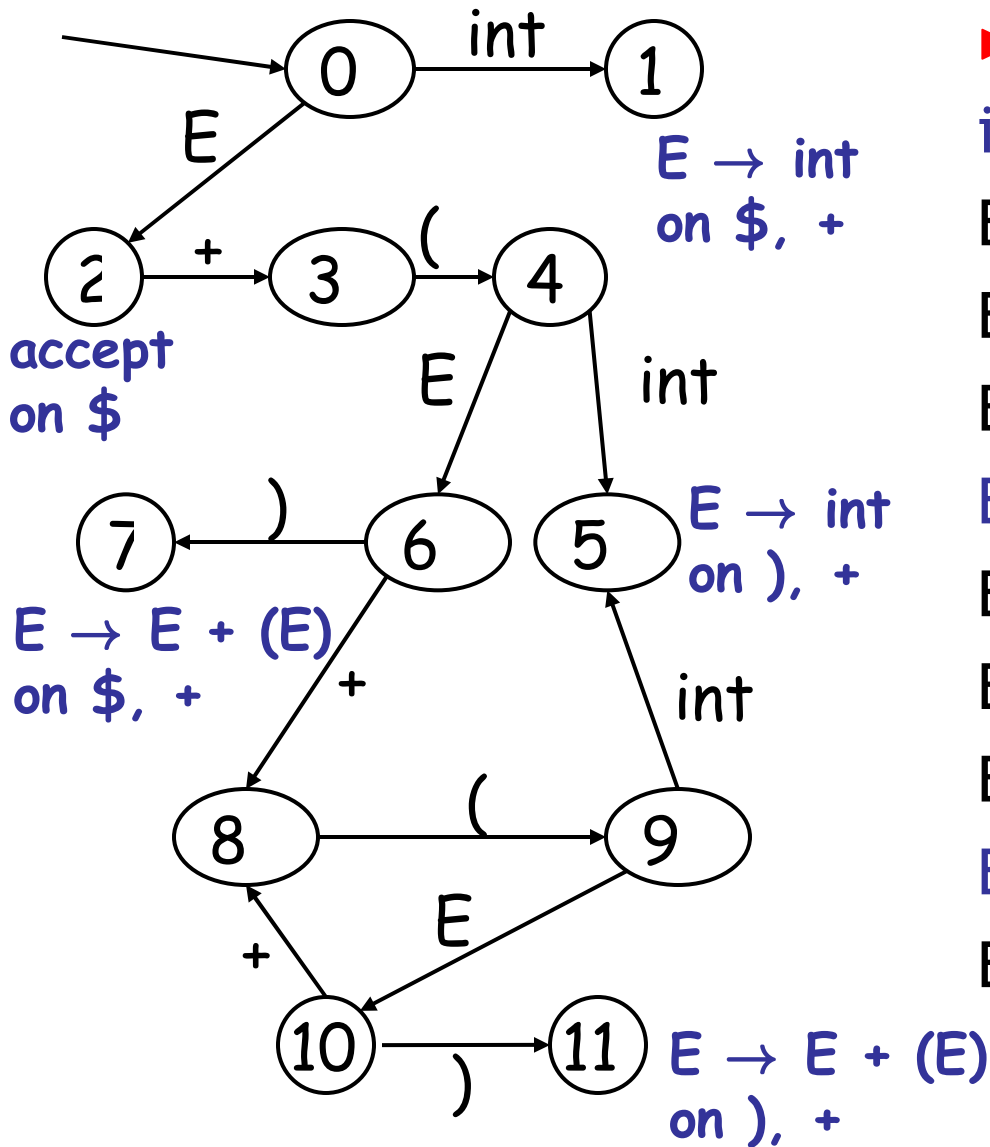 int
0
1
E
E → int
on $, +
+
(
2
3
4
accept
on $
E
int
)
7
6
5
E → int
on ), +
E → E + (E)
on $, +
+
int
(
8
9
E
+
10
11
)
E → E + (E)
on ), +